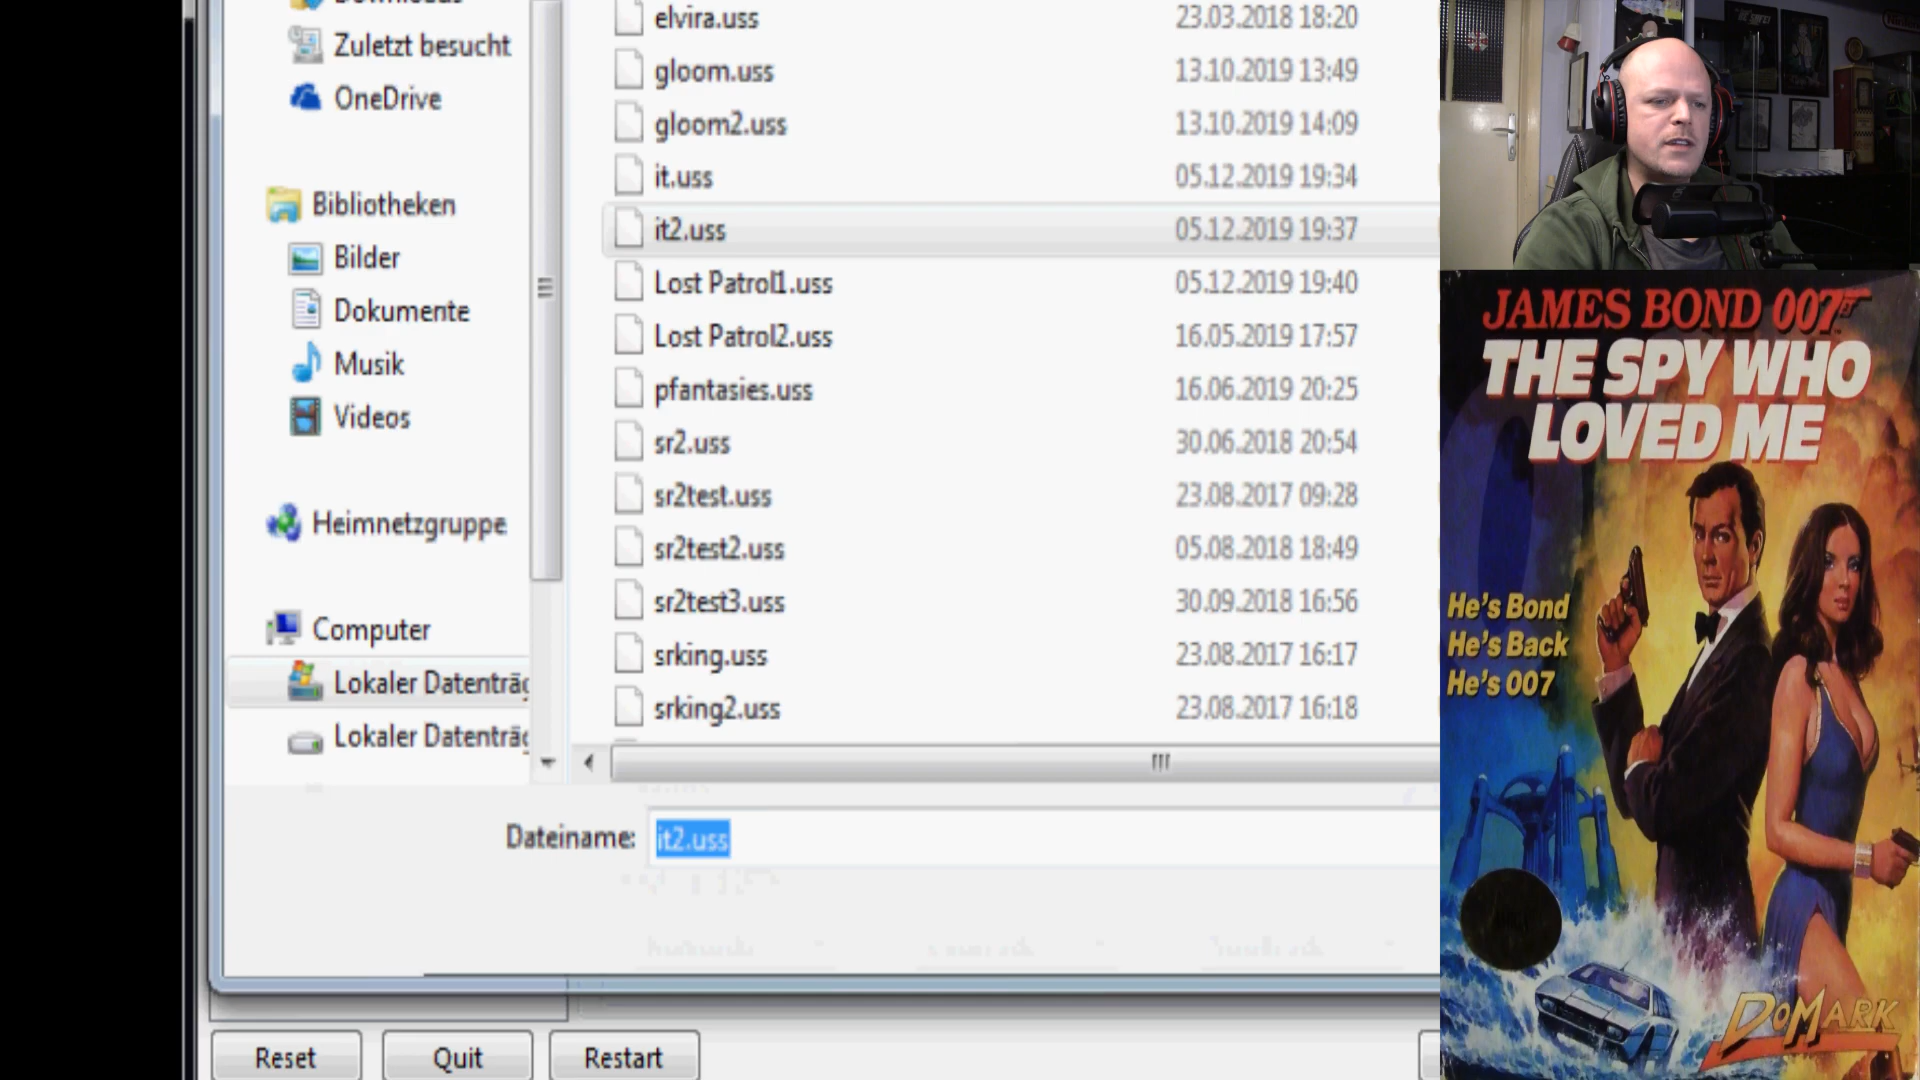 Zuletzt besucht
OneDrive
Bibliotheken
Bilder
Dokumente
Musik
Videos
Heimnetzgruppe
Computer
Lokaler Datenträg
Lokaler Datenträg
elvira.uss 23.03.2018 18:20
gloom.uss 13.10.2019 13:49
gloom2.uss 13.10.2019 14:09
it.uss 05.12.2019 19:34
it2.uss 05.12.2019 19:37
Lost Patrol1.uss 05.12.2019 19:40
Lost Patrol2.uss 16.05.2019 17:57
pfantasies.uss 16.06.2019 20:25
sr2.uss 30.06.2018 20:54
sr2test.uss 23.08.2017 09:28
sr2test2.uss 05.08.2018 18:49
sr2test3.uss 30.09.2018 16:56
srking.uss 23.08.2017 16:17
srking2.uss 23.08.2017 16:18
Dateiname: it2.uss
Reset Quit Restart
JAMES BOND 007
THE SPY WHO
LOVED ME
He's Bond
He's Back
He's 007
DOMARK